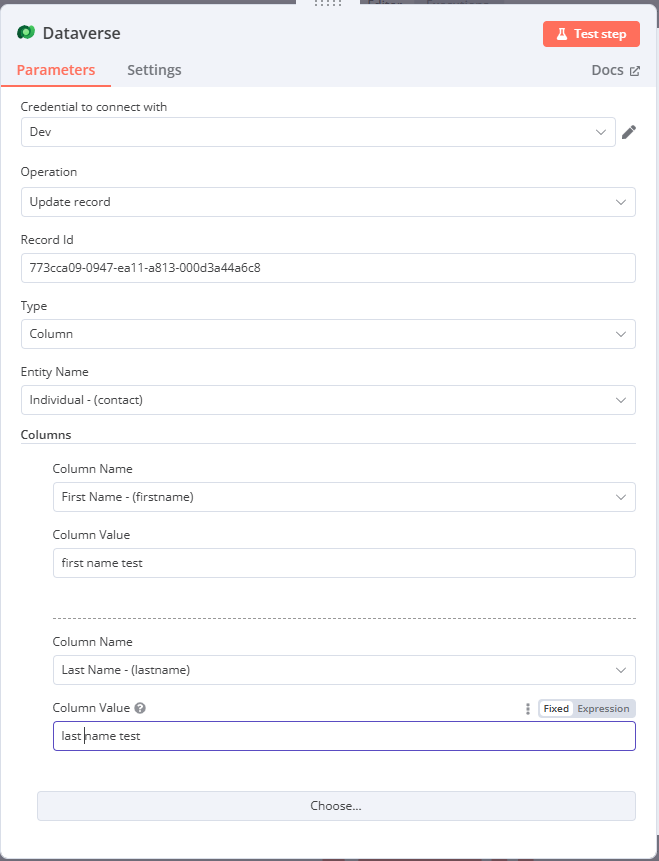 Dataverse
Test step
Parameters
Settings
Docs
Credential to connect with
Dev
Operation
Update record
Record Id
773cca09-0947-ea11-a813-000d3a44a6c8
Type
Column
Entity Name
Individual - (contact)
Columns
Column Name
First Name - (firstname)
Column Value
first name test
Column Name
Last Name - (lastname)
Column Value
Fixed Expression
last name test
Choose...